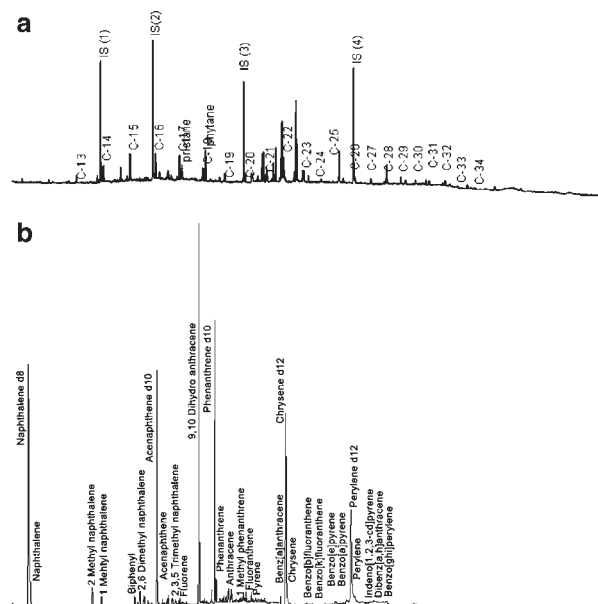 a
IS (1)
IS(2)
IS (3)
IS (4)
C-13
C-14
C-15
C-16
C-17
pristane
C-18
phytane
C-19
C-20
C-21
C-22
C-23
C-24
C-25
C-26
C-27
C-28
C-29
C-30
C-31
C-32
C-33
C-34
b
Naphthalene d8
Naphthalene
2 Methyl naphthalene
1 Mehtyl naphthalene
Biphenyl
2,6 Dimethyl naphthalene
Acenaphthene d10
Acenaphthene
2,3,5 Trimethyl naphthalene
Fluorene
9,10 Dihydro anthracene
Phenanthrene d10
Phenanthrene
Anthracene
1 Methyl phenanthrene
Fluoranthene
Pyrene
Benz[a]anthracene
Chrysene d12
Chrysene
Benzo[b]fluoranthene
Benzo[k]fluoranthene
Benzo[e]pyrene
Benzo[a]pyrene
Perylene d12
Perylene
Indeno[1,2,3-cd]pyrene
Dibenz[a,h]anthracene
Benzo[ghi]perylene